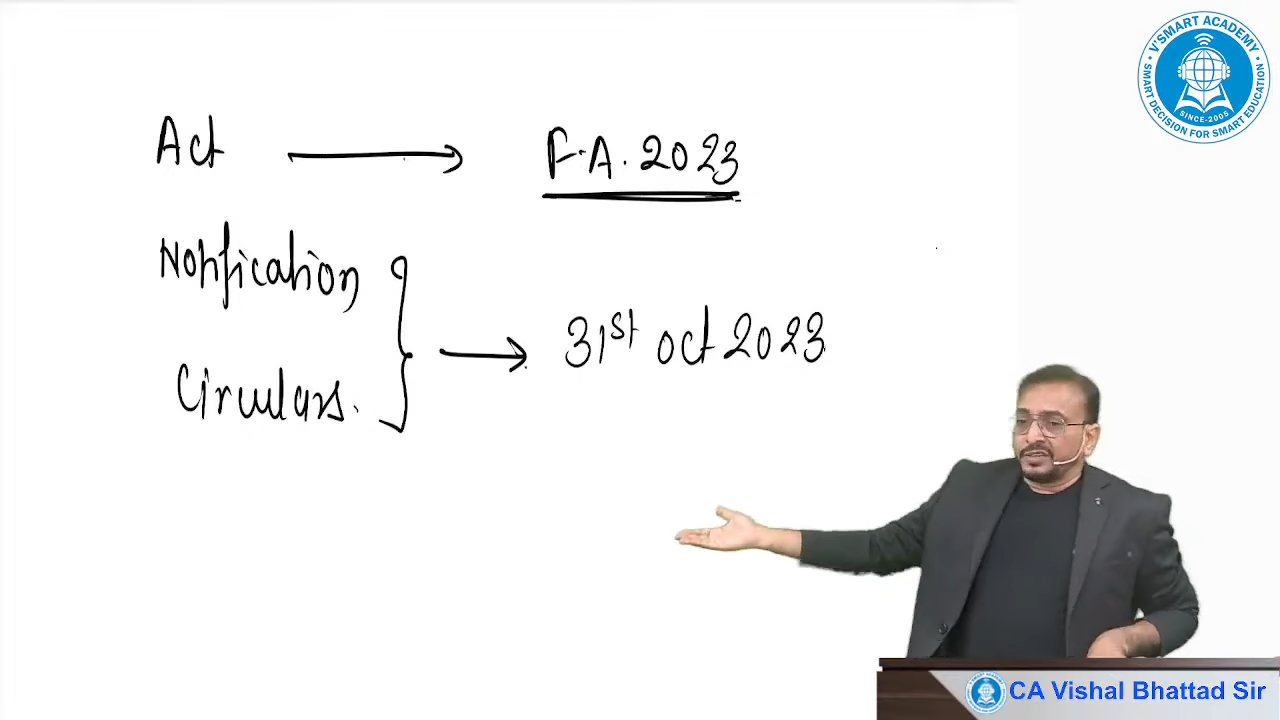 V'SMART ACADEMY
SMART DECISION FOR SMART EDUCATION
SINCE-2005
Act → F.A. 2023
Notification
Circulars. } → 31st Oct 2023
CA Vishal Bhattad Sir